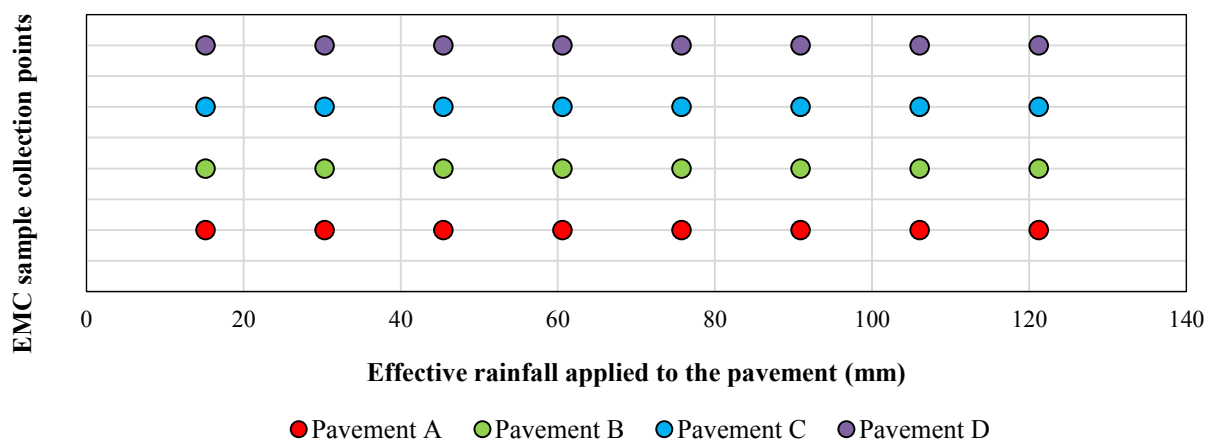 EMC sample collection points
0 20 40 60 80 100 120 140
Effective rainfall applied to the pavement (mm)
Pavement A Pavement B Pavement C Pavement D